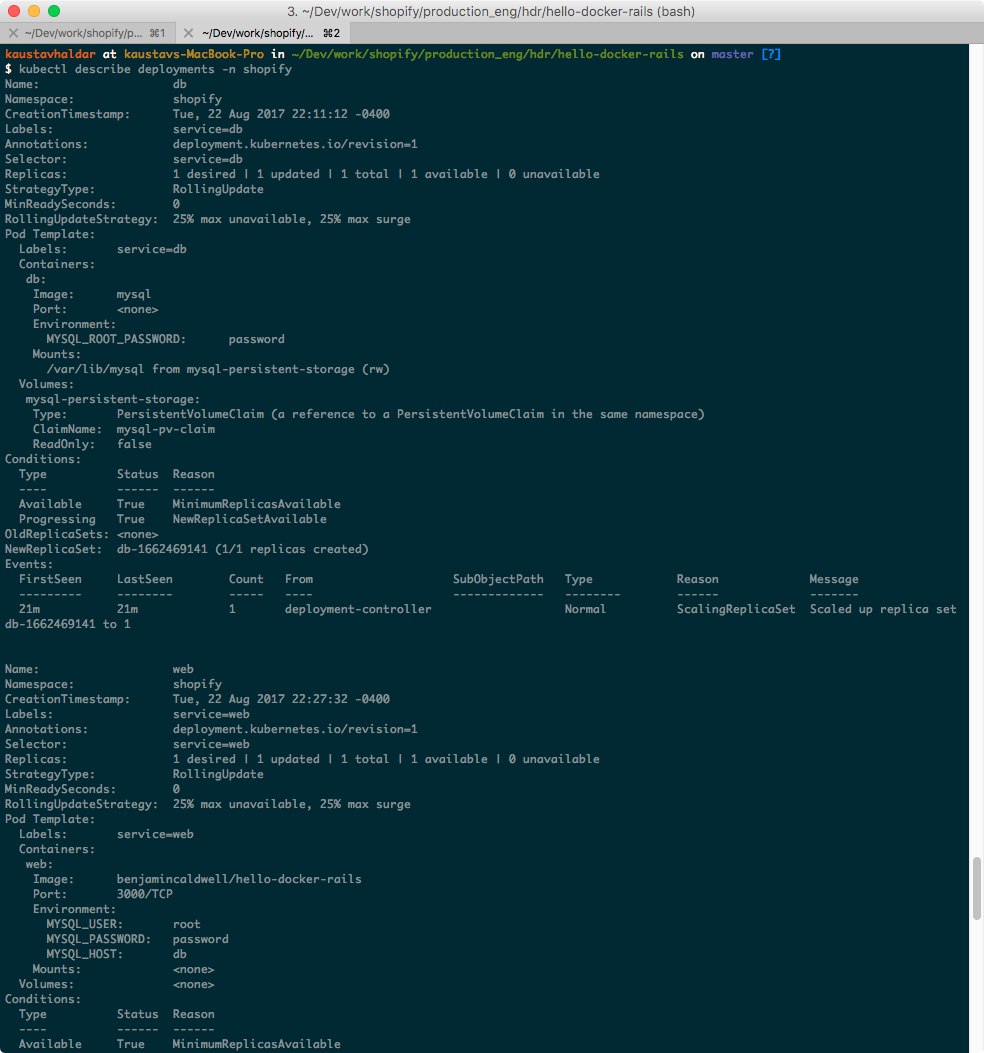 3. ~/Dev/work/shopify/production_eng/hdr/hello-docker-rails (bash)
~/Dev/work/shopify/p... ⌘1 ~/Dev/work/shopify/... ⌘2
kaustavhaldar at kaustavs-MacBook-Pro in ~/Dev/work/shopify/production_eng/hdr/hello-docker-rails on master [?]
$ kubectl describe deployments -n shopify
Name: db
Namespace: shopify
CreationTimestamp: Tue, 22 Aug 2017 22:11:12 -0400
Labels: service=db
Annotations: deployment.kubernetes.io/revision=1
Selector: service=db
Replicas: 1 desired | 1 updated | 1 total | 1 available | 0 unavailable
StrategyType: RollingUpdate
MinReadySeconds: 0
RollingUpdateStrategy: 25% max unavailable, 25% max surge
Pod Template:
  Labels: service=db
  Containers:
   db:
    Image: mysql
    Port: <none>
    Environment:
      MYSQL_ROOT_PASSWORD: password
    Mounts:
      /var/lib/mysql from mysql-persistent-storage (rw)
  Volumes:
   mysql-persistent-storage:
    Type: PersistentVolumeClaim (a reference to a PersistentVolumeClaim in the same namespace)
    ClaimName: mysql-pv-claim
    ReadOnly: false
Conditions:
  Type Status Reason
  ---- ------ ------
  Available True MinimumReplicasAvailable
  Progressing True NewReplicaSetAvailable
OldReplicaSets: <none>
NewReplicaSet: db-1662469141 (1/1 replicas created)
Events:
  FirstSeen LastSeen Count From SubObjectPath Type Reason Message
  --------- -------- ----- ---- ------------- -------- ------ -------
  21m 21m 1 deployment-controller Normal ScalingReplicaSet Scaled up replica set
db-1662469141 to 1
Name: web
Namespace: shopify
CreationTimestamp: Tue, 22 Aug 2017 22:27:32 -0400
Labels: service=web
Annotations: deployment.kubernetes.io/revision=1
Selector: service=web
Replicas: 1 desired | 1 updated | 1 total | 1 available | 0 unavailable
StrategyType: RollingUpdate
MinReadySeconds: 0
RollingUpdateStrategy: 25% max unavailable, 25% max surge
Pod Template:
  Labels: service=web
  Containers:
   web:
    Image: benjamincaldwell/hello-docker-rails
    Port: 3000/TCP
    Environment:
      MYSQL_USER: root
      MYSQL_PASSWORD: password
      MYSQL_HOST: db
    Mounts: <none>
  Volumes: <none>
Conditions:
  Type Status Reason
  ---- ------ ------
  Available True MinimumReplicasAvailable